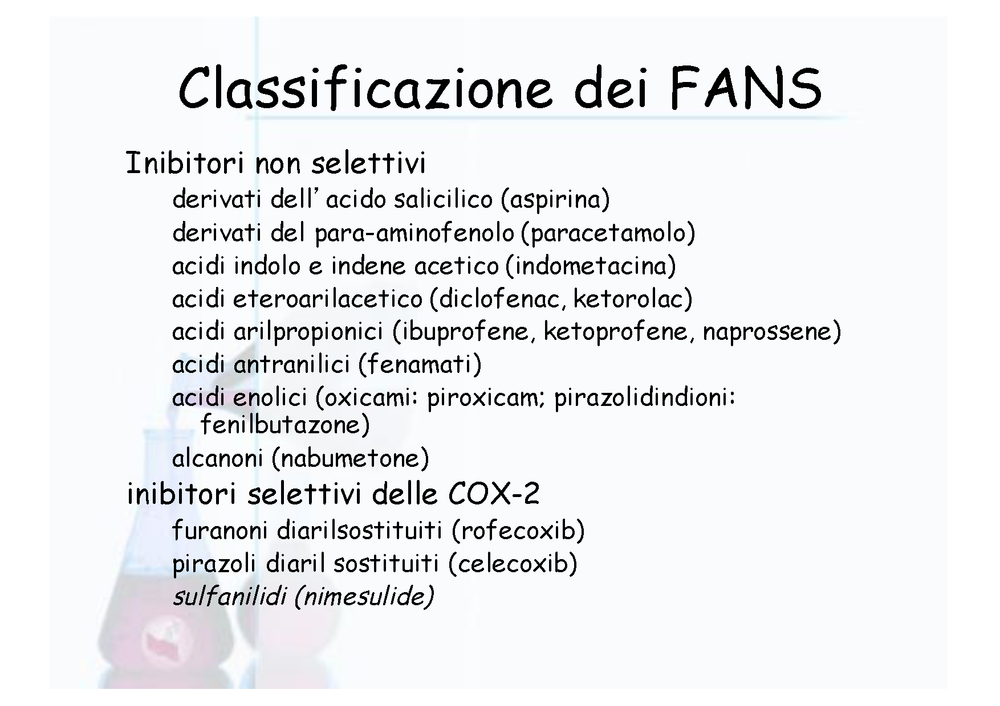 Classificazione dei FANS
Inibitori non selettivi
derivati dell’ acido salicilico (aspirina)
derivati del para-aminofenolo (paracetamolo)
acidi indolo e indene acetico (indometacina)
acidi eteroarilacetico (diclofenac, ketorolac)
acidi arilpropionici (ibuprofene, ketoprofene, naprossene)
acidi antranilici (fenamati)
acidi enolici (oxicami: piroxicam; pirazolidindioni:
fenilbutazone)
alcanoni (nabumetone)
inibitori selettivi delle COX-2
furanoni diarilsostituiti (rofecoxib)
pirazoli diaril sostituiti (celecoxib)
sulfanilidi (nimesulide)